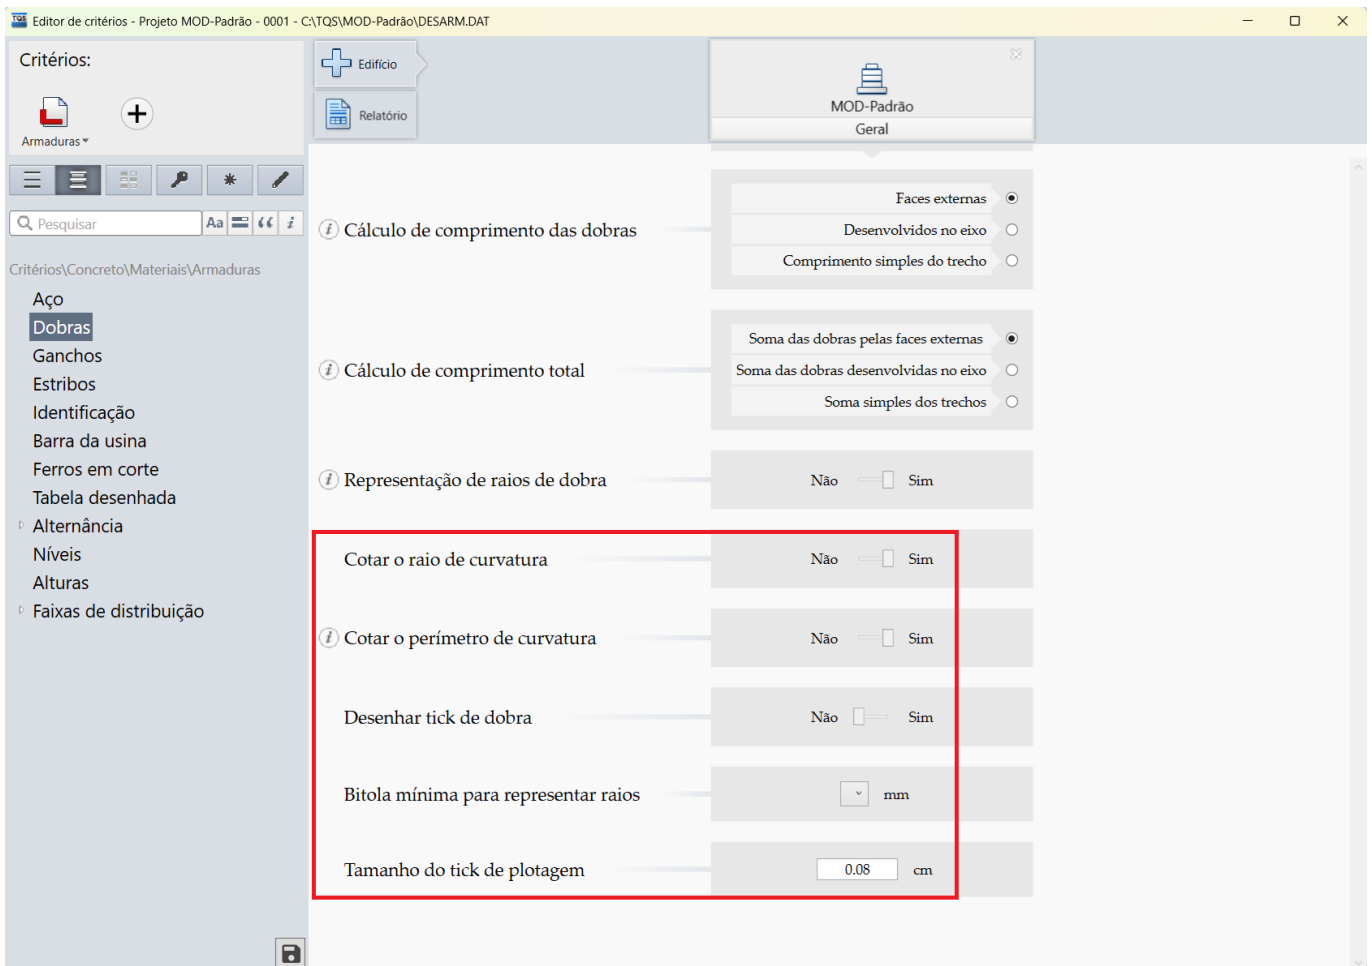 TQS Editor de critérios - Projeto MOD-Padrão - 0001 - C:\TQS\MOD-Padrão\DESARM.DAT
Critérios:
Armaduras
Pesquisar
Aa
Critérios\Concreto\Materiais\Armaduras
Aço
Dobras
Ganchos
Estribos
Identificação
Barra da usina
Ferros em corte
Tabela desenhada
Alternância
Níveis
Alturas
Faixas de distribuição
Edifício
Relatório
MOD-Padrão
Geral
Cálculo de comprimento das dobras
Faces externas
Desenvolvidos no eixo
Comprimento simples do trecho
Cálculo de comprimento total
Soma das dobras pelas faces externas
Soma das dobras desenvolvidas no eixo
Soma simples dos trechos
Representação de raios de dobra Não Sim
Cotar o raio de curvatura Não Sim
Cotar o perímetro de curvatura Não Sim
Desenhar tick de dobra Não Sim
Bitola mínima para representar raios mm
Tamanho do tick de plotagem 0.08 cm